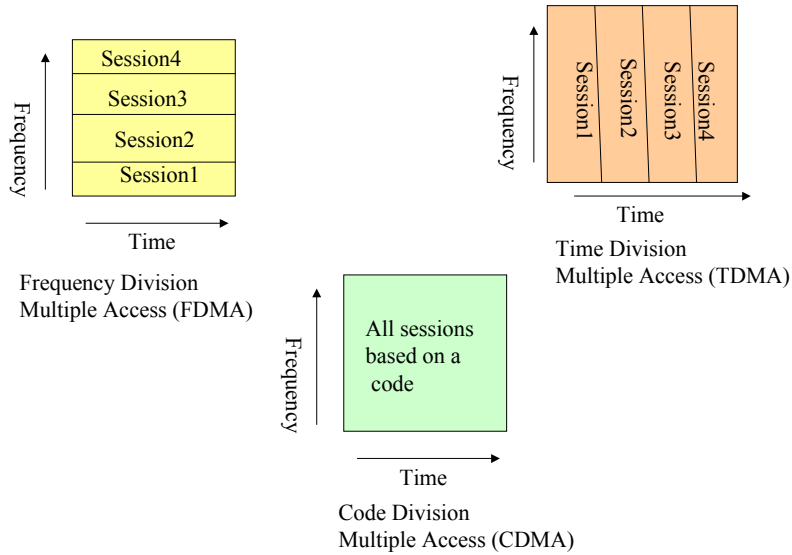 Session4
Session3
Session2
Session1
Frequency
Time
Frequency Division
Multiple Access (FDMA)
Session1
Session2
Session3
Session4
Frequency
Time
Time Division
Multiple Access (TDMA)
All sessions
based on a
code
Frequency
Time
Code Division
Multiple Access (CDMA)